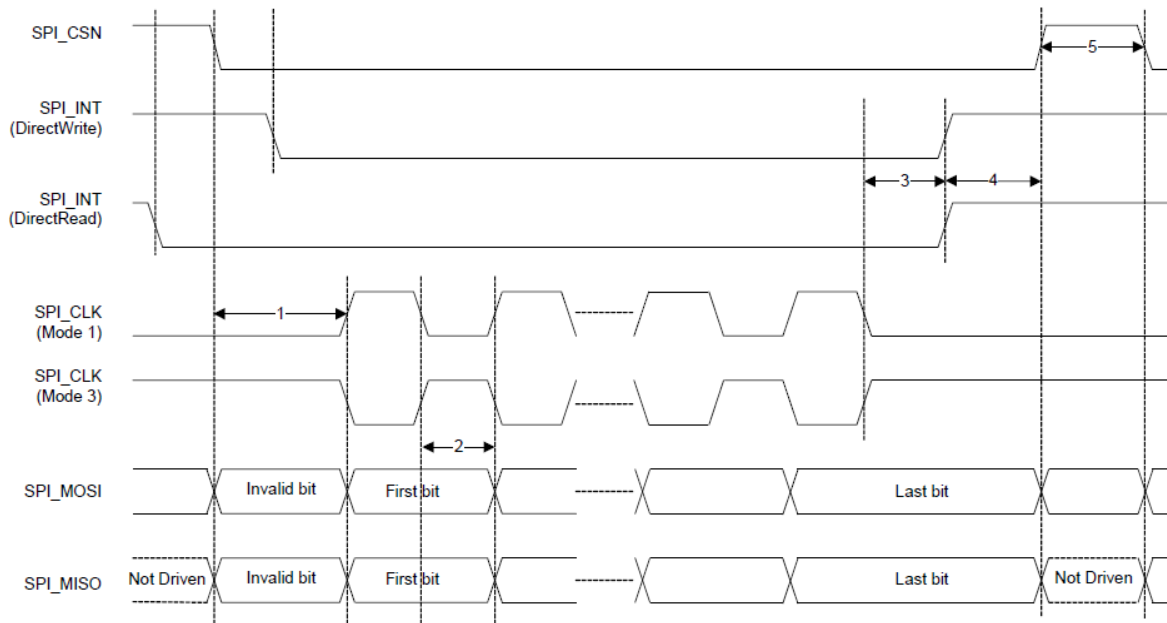 SPI_CSN
5
SPI_INT
(DirectWrite)
3
4
SPI_INT
(DirectRead)
SPI_CLK
(Mode 1)
1
SPI_CLK
(Mode 3)
2
SPI_MOSI
Invalid bit
First bit
Last bit
SPI_MISO
Not Driven
Invalid bit
First bit
Last bit
Not Driven